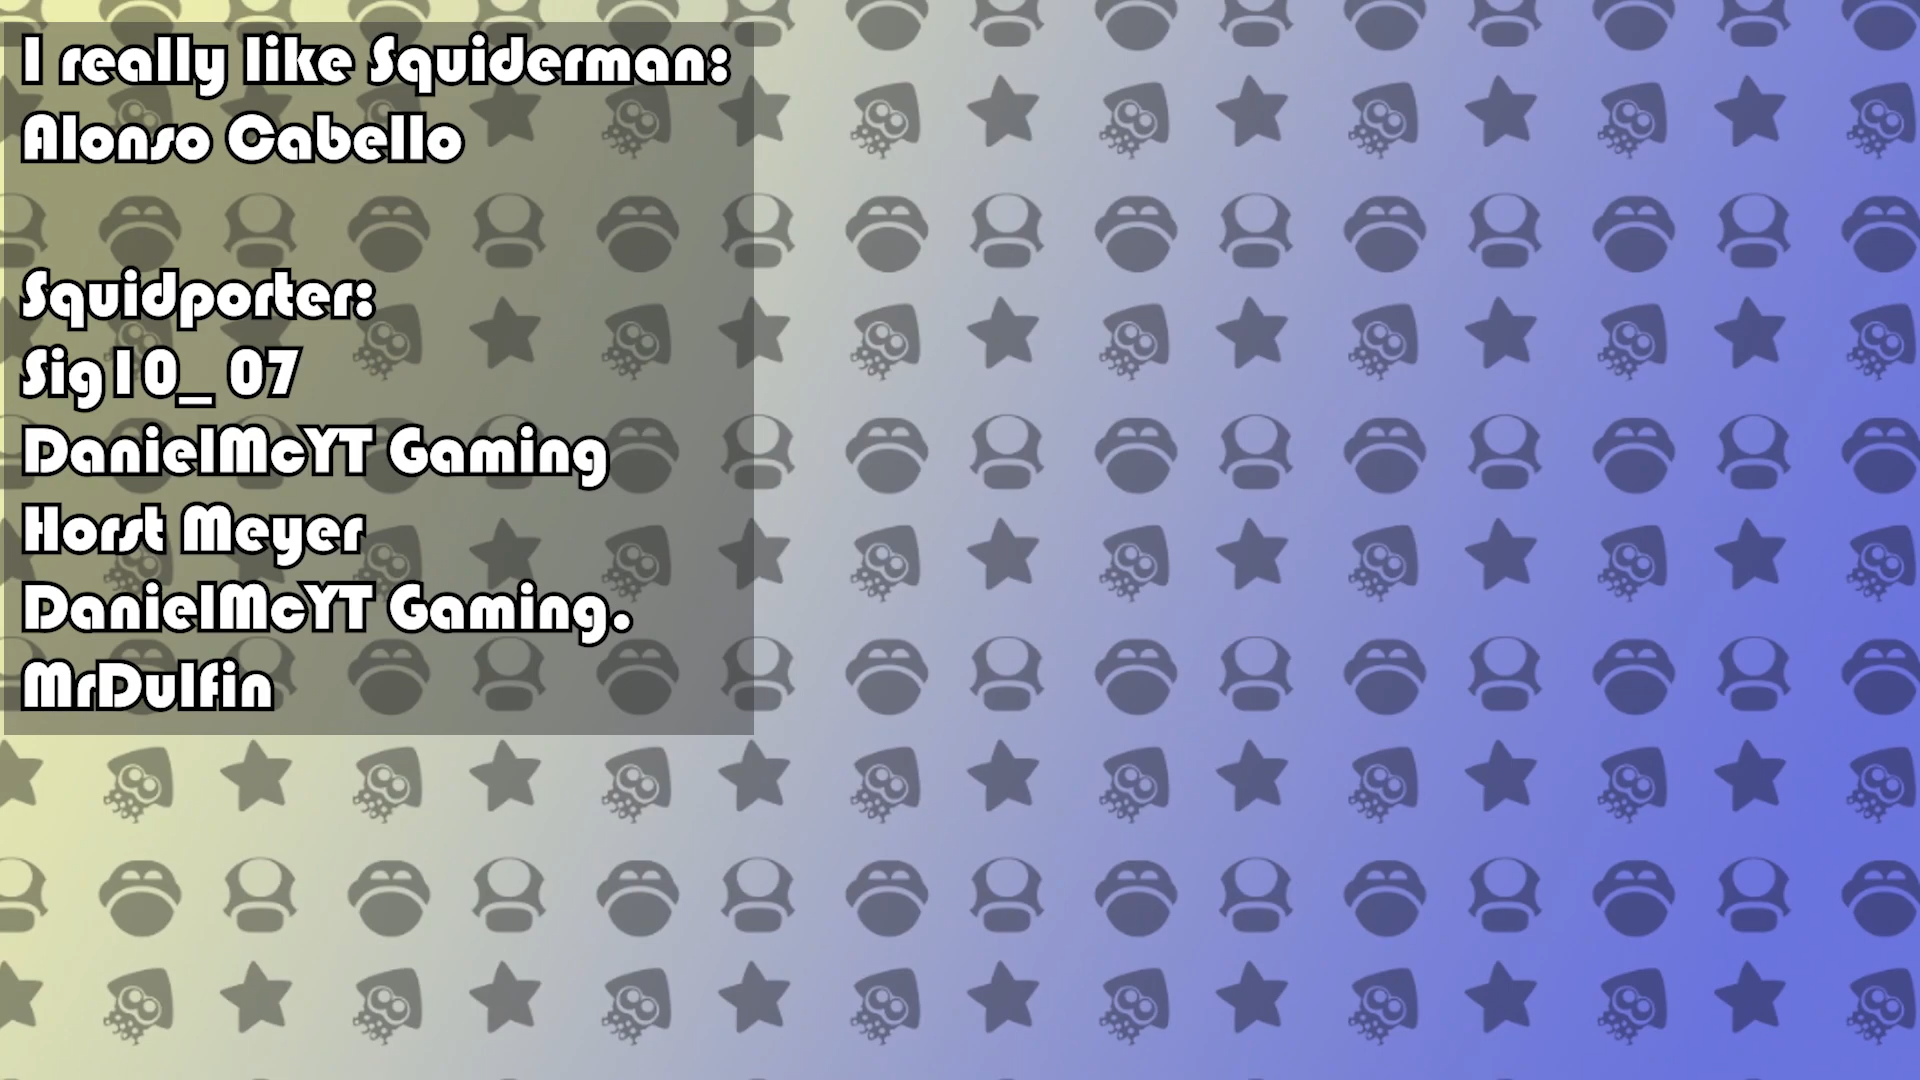 I really like Squiderman:
Alonso Cabello
Squidporter:
Sig10_ 07
DanielMcYT Gaming
Horst Meyer
DanielMcYT Gaming.
MrDulfin